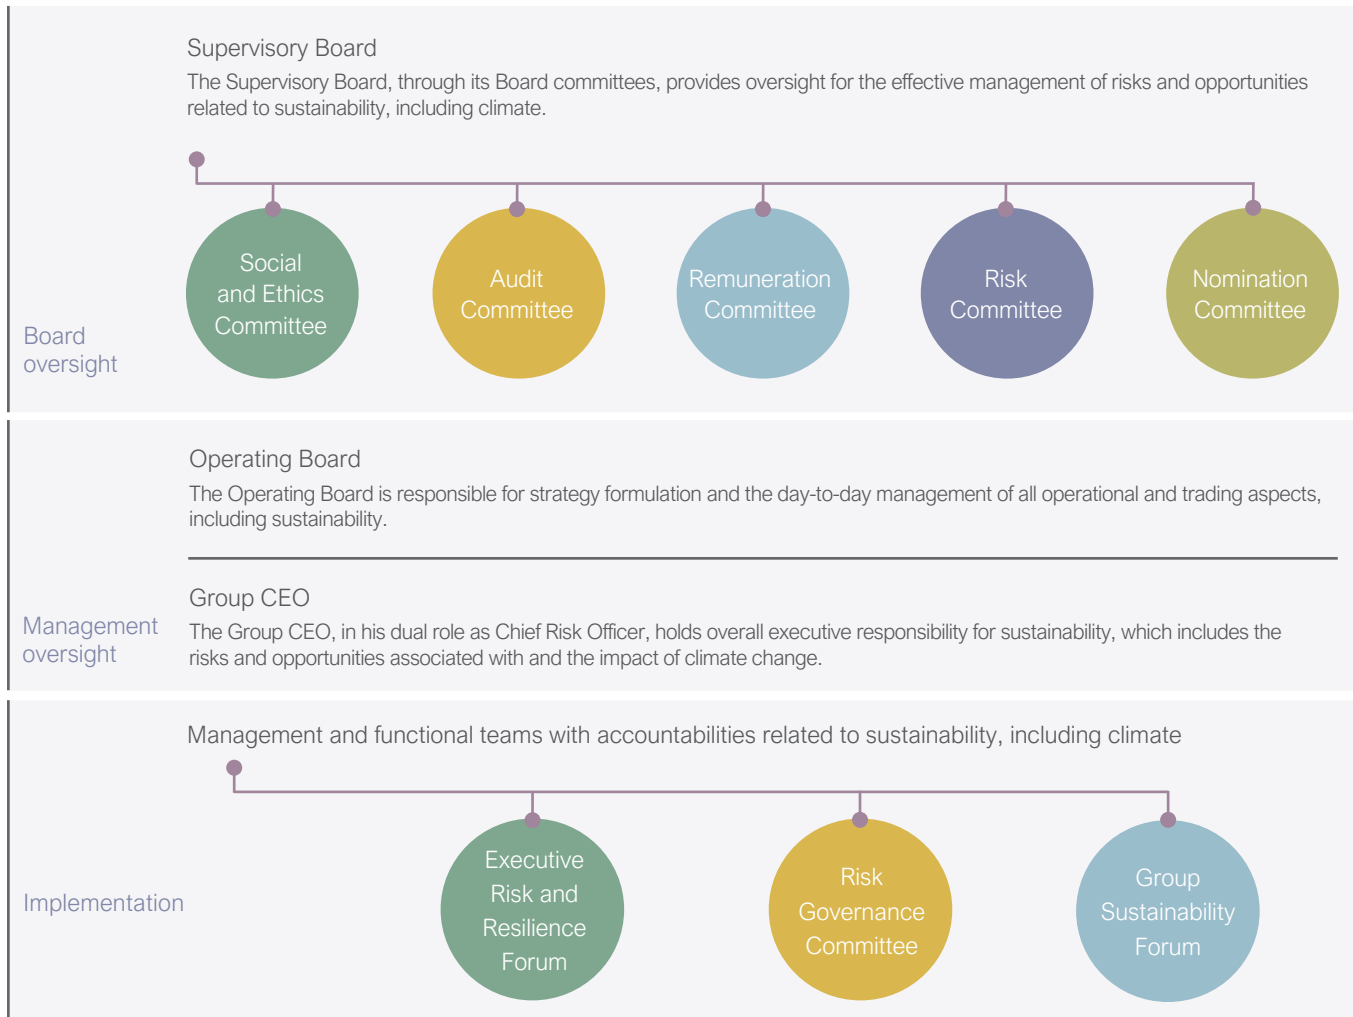 Supervisory Board
The Supervisory Board, through its Board committees, provides oversight for the effective management of risks and opportunities
related to sustainability, including climate.
Social
and Ethics
Committee
Audit
Committee
Remuneration
Committee
Risk
Committee
Nomination
Committee
Board
oversight
Operating Board
The Operating Board is responsible for strategy formulation and the day-to-day management of all operational and trading aspects,
including sustainability.
Group CEO
The Group CEO, in his dual role as Chief Risk Officer, holds overall executive responsibility for sustainability, which includes the
risks and opportunities associated with and the impact of climate change.
Management
oversight
Management and functional teams with accountabilities related to sustainability, including climate
Executive
Risk and
Resilience
Forum
Risk
Governance
Committee
Group
Sustainability
Forum
Implementation